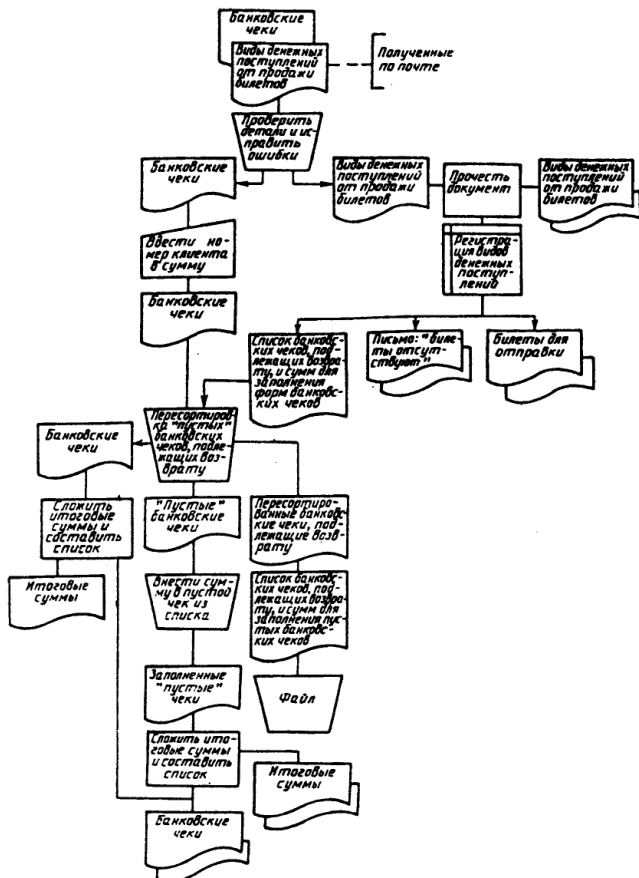 Банковские
чеки
Виды денежных
поступлений
от продажи
билетов
Полученные
по почте
Проверить
детали и ис-
править
ошибки
Банковские
чеки
Виды денежных
поступлений
от продажи
билетов
Прочесть
документ
Виды денежных
поступлений
от продажи
билетов
Ввести но-
мер клиента
в сумму
Регистра-
ция видов
денежных
поступ-
лений
Банковские
чеки
Список банковс-
ких чеков, под-
лежащих возвра-
ту, и сумм для
заполнения
форм банковс-
ких чеков
Письмо: "биле-
ты отсут-
ствуют"
Билеты для
отправки
Пересортиров-
ка "пустых"
банковских
чеков, подле-
жащих воз-
врату
Банковские
чеки
Сложить
итоговые
суммы и
составить
список
Итоговые
суммы
"Пустые"
банковские
чеки
Пересортиро-
ванные банковс-
кие чеки, под-
лежащие возв-
рату
Внести сум-
му в пустой
чек из
списка
Список банковс-
ких чеков, под-
лежащих возвра-
ту, и сумм для
заполнения пус-
тых банковс-
ких чеков
Заполненные
"пустые"
чеки
Файл
Сложить ито-
говые суммы
и составить
список
Итоговые
суммы
Банковские
чеки